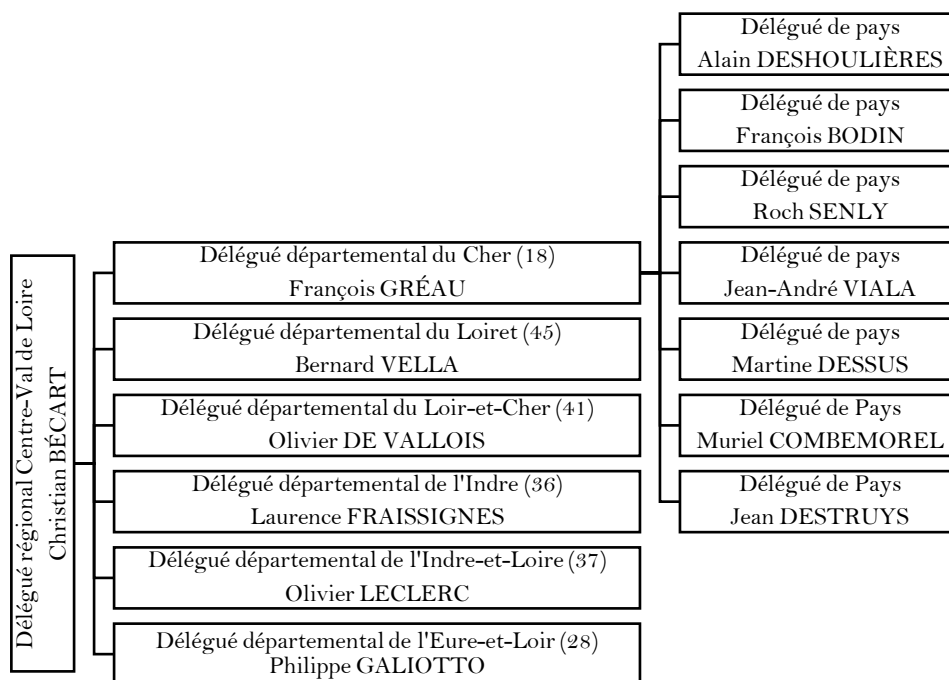 Délégué régional Centre-Val de Loire
Christian BÉCART
Délégué départemental du Cher (18)
François GRÉAU
Délégué de pays
Alain DESHOULIÈRES
Délégué de pays
François BODIN
Délégué de pays
Roch SENLY
Délégué de pays
Jean-André VIALA
Délégué de pays
Martine DESSUS
Délégué de Pays
Muriel COMBEMOREL
Délégué de Pays
Jean DESTRUYS
Délégué départemental du Loiret (45)
Bernard VELLA
Délégué départemental du Loir-et-Cher (41)
Olivier DE VALLOIS
Délégué départemental de l'Indre (36)
Laurence FRAISSIGNES
Délégué départemental de l'Indre-et-Loire (37)
Olivier LECLERC
Délégué départemental de l'Eure-et-Loir (28)
Philippe GALIOTTO